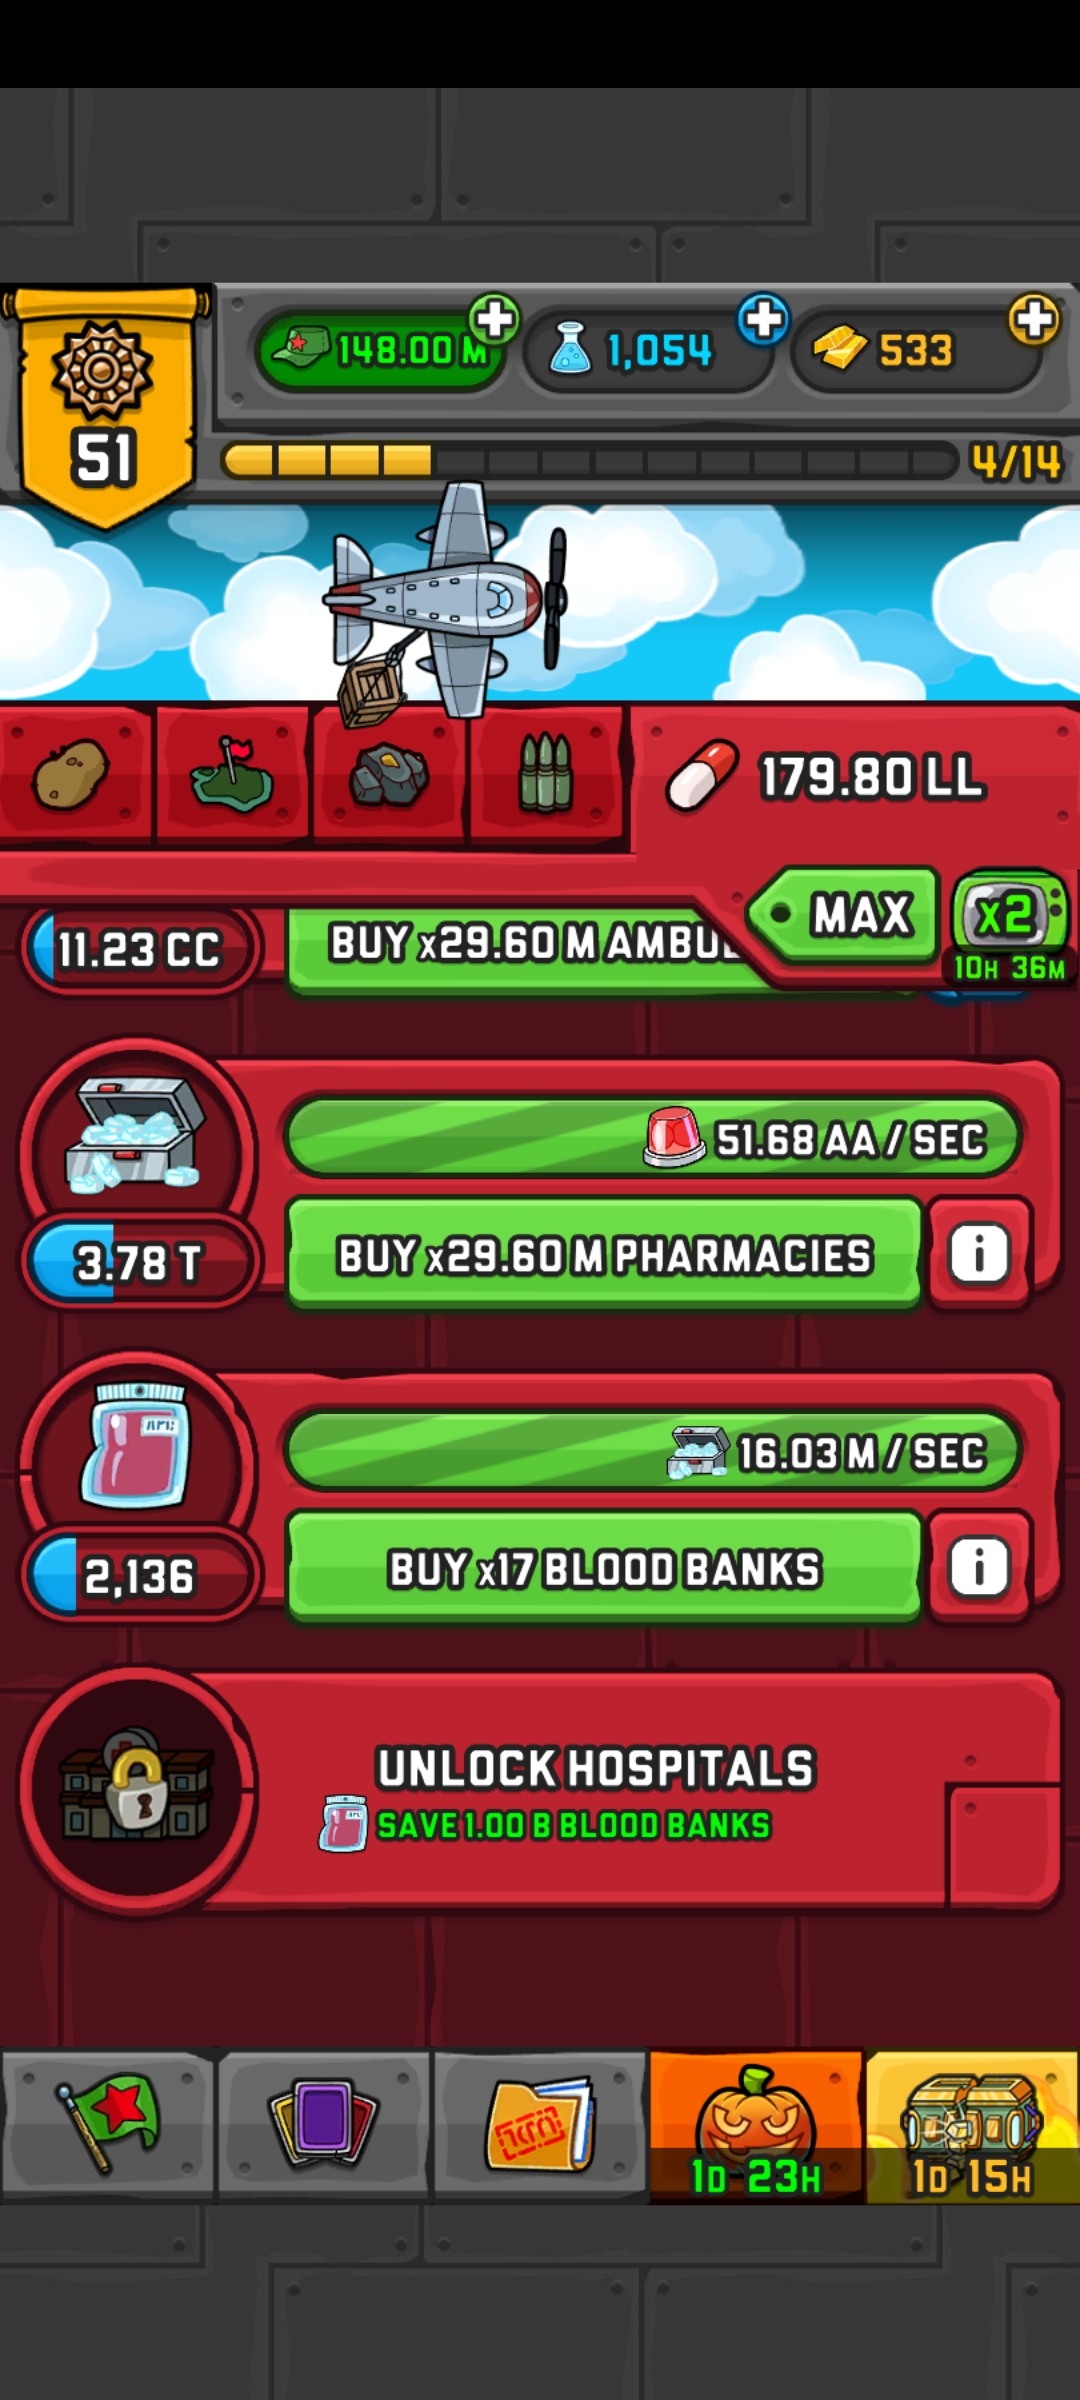 51
148.00 M
1,054
533
4/14
179.80 LL
MAX
x2
10H 36M
11.23 CC
BUY x29.60 M AMBUL
51.68 AA / SEC
3.78 T
BUY x29.60 M PHARMACIES
i
16.03 M / SEC
2,136
BUY x17 BLOOD BANKS
i
UNLOCK HOSPITALS
SAVE 1.00 B BLOOD BANKS
1D 23H
1D 15H